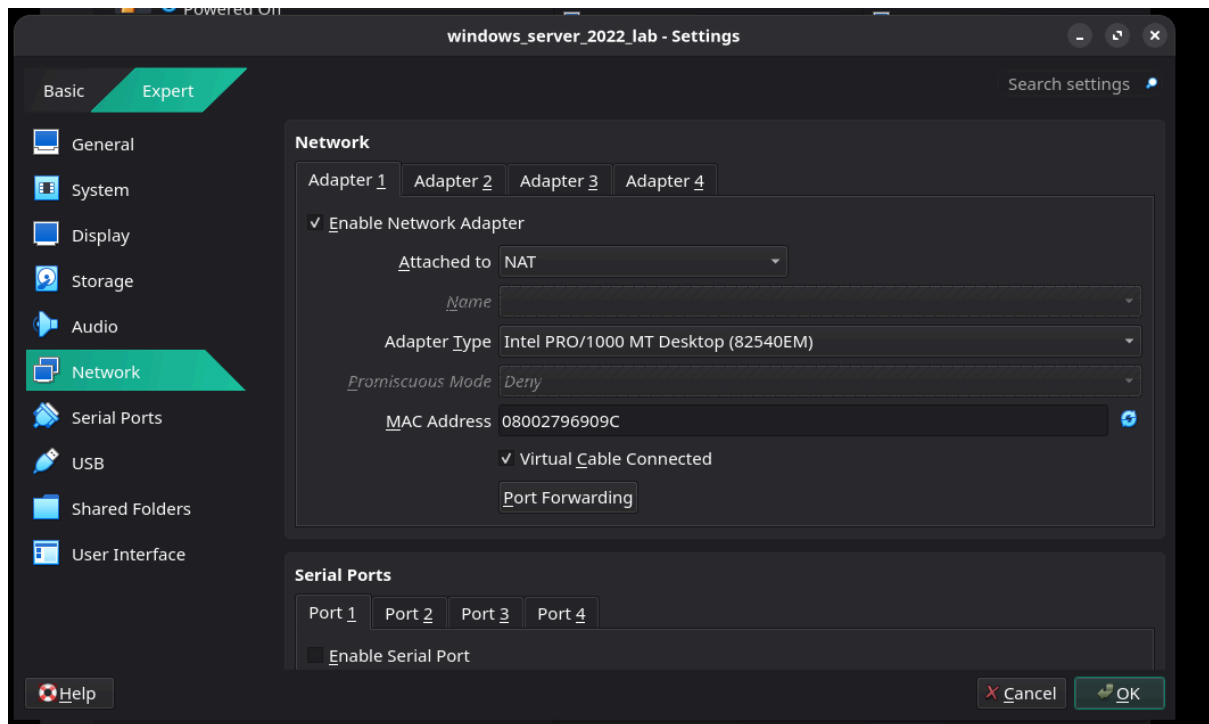 Powered Off
windows_server_2022_lab - Settings
Basic Expert Search settings
General
System
Display
Storage
Audio
Network
Serial Ports
USB
Shared Folders
User Interface
Network
Adapter 1 Adapter 2 Adapter 3 Adapter 4
Enable Network Adapter
Attached to NAT
Name
Adapter Type Intel PRO/1000 MT Desktop (82540EM)
Promiscuous Mode Deny
MAC Address 08002796909C
Virtual Cable Connected
Port Forwarding
Serial Ports
Port 1 Port 2 Port 3 Port 4
Enable Serial Port
Help Cancel OK